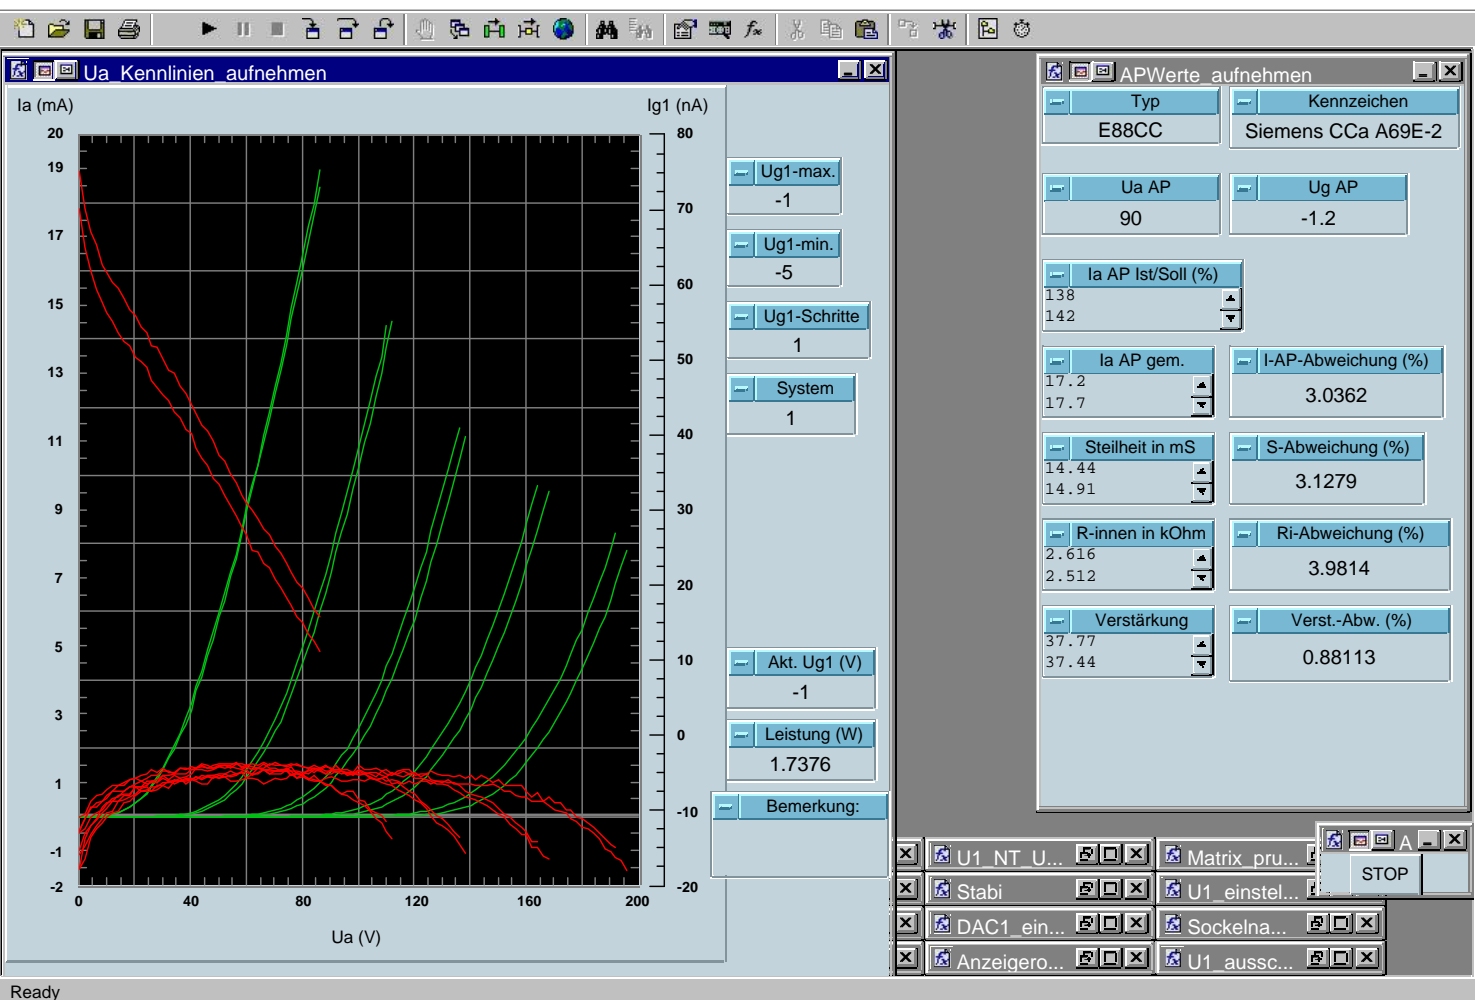 Ua_Kennlinien_aufnehmen
Ia (mA)
Ig1 (nA)
20
19
17
15
13
11
9
7
5
3
1
-1
-2
80
70
60
50
40
30
20
10
0
-10
-20
0
40
80
120
160
200
Ua (V)
Ug1-max.
-1
Ug1-min.
-5
Ug1-Schritte
1
System
1
Akt. Ug1 (V)
-1
Leistung (W)
1.7376
Bemerkung:
APWerte_aufnehmen
Typ
E88CC
Kennzeichen
Siemens CCa A69E-2
Ua AP
90
Ug AP
-1.2
Ia AP Ist/Soll (%)
138
142
Ia AP gem.
17.2
17.7
I-AP-Abweichung (%)
3.0362
Steilheit in mS
14.44
14.91
S-Abweichung (%)
3.1279
R-innen in kOhm
2.616
2.512
Ri-Abweichung (%)
3.9814
Verstärkung
37.77
37.44
Verst.-Abw. (%)
0.88113
A
STOP
U1_NT_U...
Matrix_pru...
Stabi
U1_einstel...
DAC1_ein...
Sockelna...
Anzeigero...
U1_aussc...
Ready